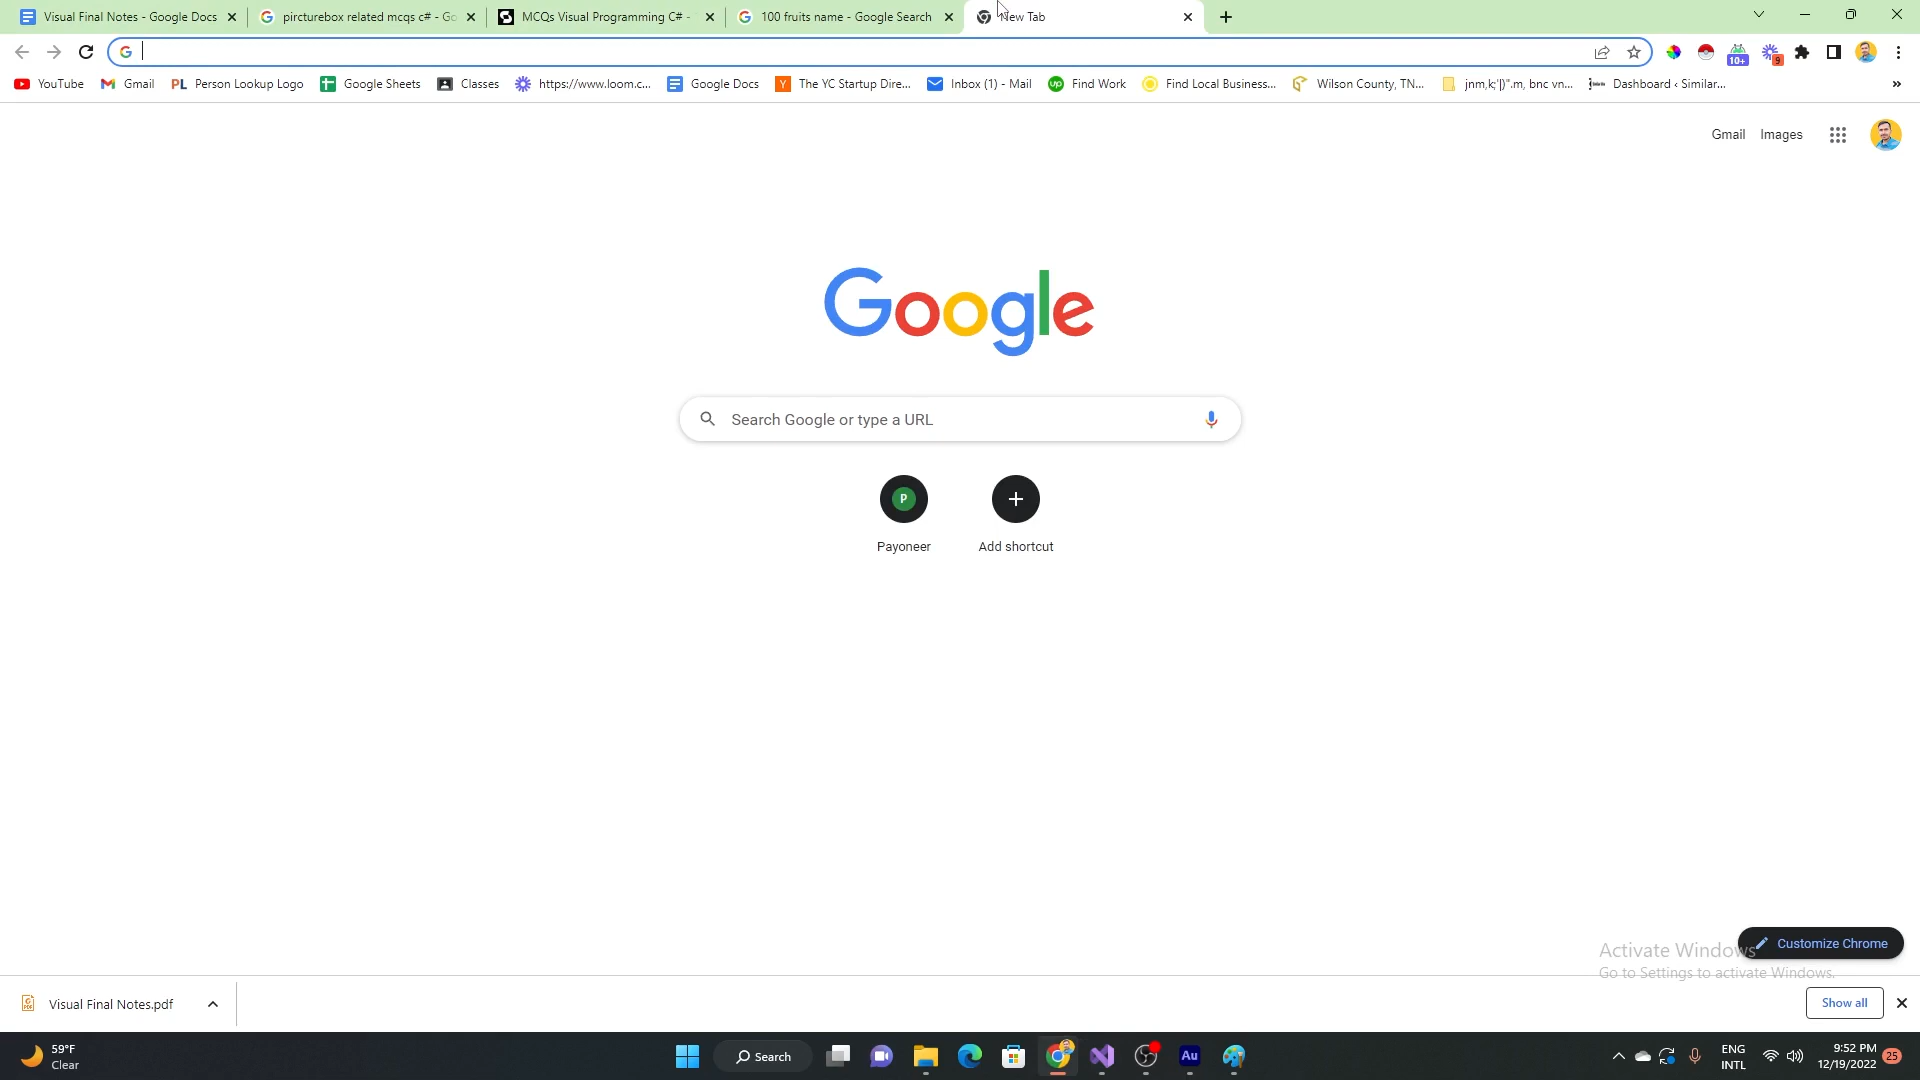 Visual Final Notes - Google Docs
pircturebox related mcqs c# - Go
MCQs Visual Programming C# -
100 fruits name - Google Search
New Tab
YouTube
Gmail
PL Person Lookup Logo
Google Sheets
Classes
https://www.loom.c...
Google Docs
Y The YC Startup Dire...
Inbox (1) - Mail
up Find Work
Find Local Business...
Wilson County, TN...
jnm,k;'l)".m, bnc vn...
Dashboard ‹ Similar...
»
10+
9
Gmail
Images
Google
Search Google or type a URL
P
Payoneer
Add shortcut
Customize Chrome
Activate Windows
Go to Settings to activate Windows.
Visual Final Notes.pdf
Show all
59°F
Clear
Search
Au
ENG
INTL
9:52 PM
12/19/2022
25